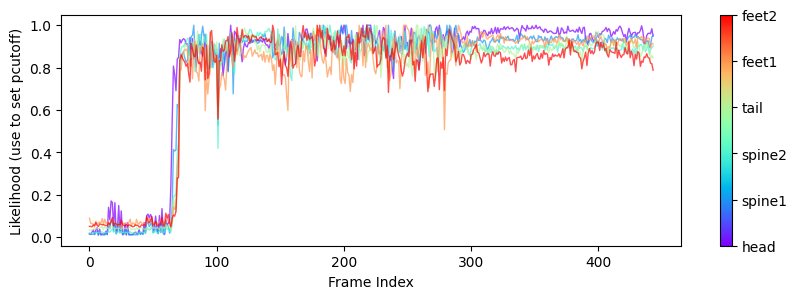 Likelihood (use to set pcutoff)
1.0
0.8
0.6
0.4
0.2
0.0
0
100
200
300
400
Frame Index
feet2
feet1
tail
spine2
spine1
head